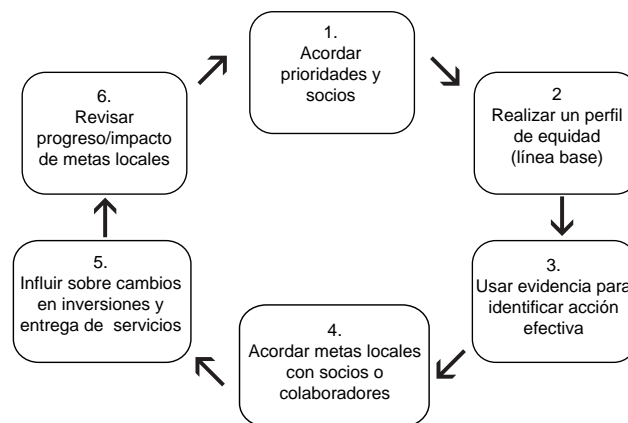 1.
Acordar
prioridades y
socios
2
Realizar un perfil
de equidad
(línea base)
3.
Usar evidencia para
identificar acción
efectiva
4.
Acordar metas locales
con socios o
colaboradores
5.
Influir sobre cambios
en inversiones y
entrega de servicios
6.
Revisar
progreso/impacto
de metas locales